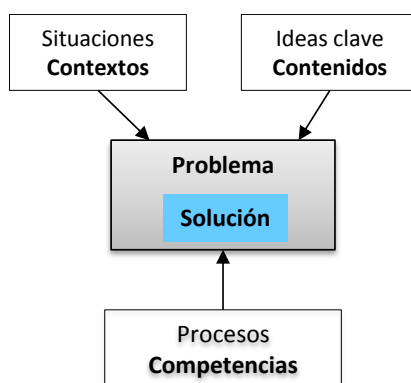 Situaciones
Contextos
Ideas clave
Contenidos
Problema
Solución
Procesos
Competencias